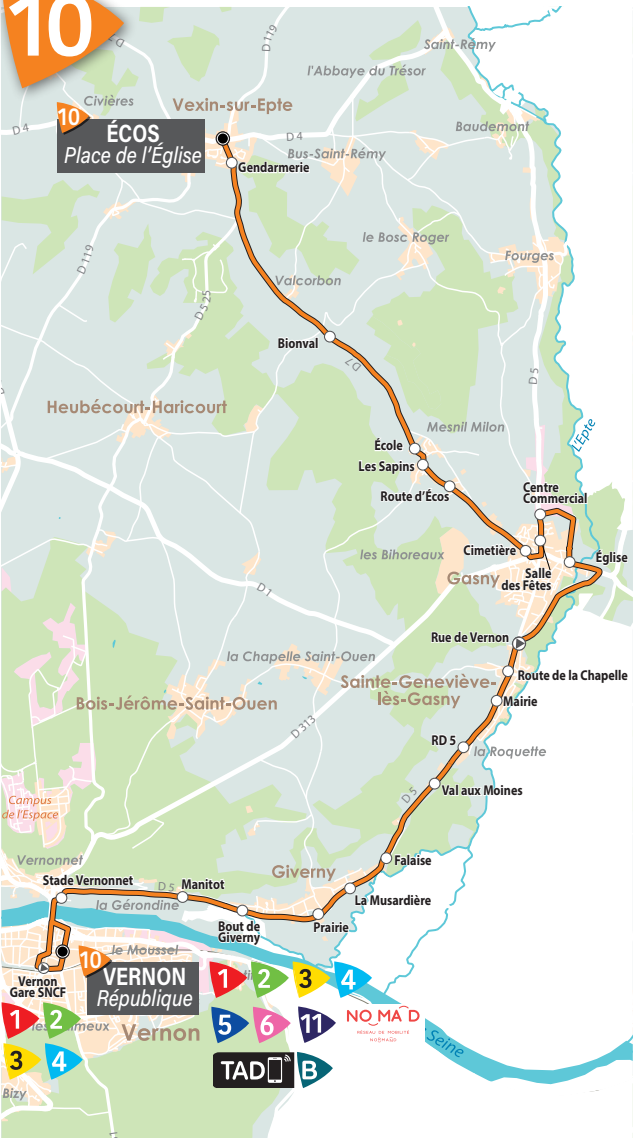 10
D 119
Saint-Rémy
l'Abbaye du Trésor
Civières
Vexin-sur-Epte
10
D 4
D 4
Baudemont
ÉCOS
Place de l'Église
Bus-Saint-Rémy
Gendarmerie
le Bosc Roger
Fourges
D 119
Valcorbon
D 525
Bionval
D7
D 5
Heubécourt-Haricourt
L'Epte
Mesnil Milon
École
Les Sapins
Route d'Écos
Centre
Commercial
les Bihoreaux
Cimetière
Église
Gasny
Salle
des Fêtes
D1
Rue de Vernon
la Chapelle Saint-Ouen
Route de la Chapelle
Sainte-Geneviève-
lès-Gasny
Mairie
Bois-Jérôme-Saint-Ouen
D 313
RD 5
la Roquette
Val aux Moines
D 5
Campus
de l'Espace
Vernonnet
Falaise
Giverny
Stade Vernonnet
D 5
Manitot
La Musardière
la Gérondine
Bout de
Giverny
Prairie
le Moussel
10
Vernon
Gare SNCF
VERNON
République
1
2
3
4
1
2
Vernon
5
6
11
NOMAD
RÉSEAU DE MOBILITÉ
NORMAND
Seine
3
4
TAD
B
Bizy